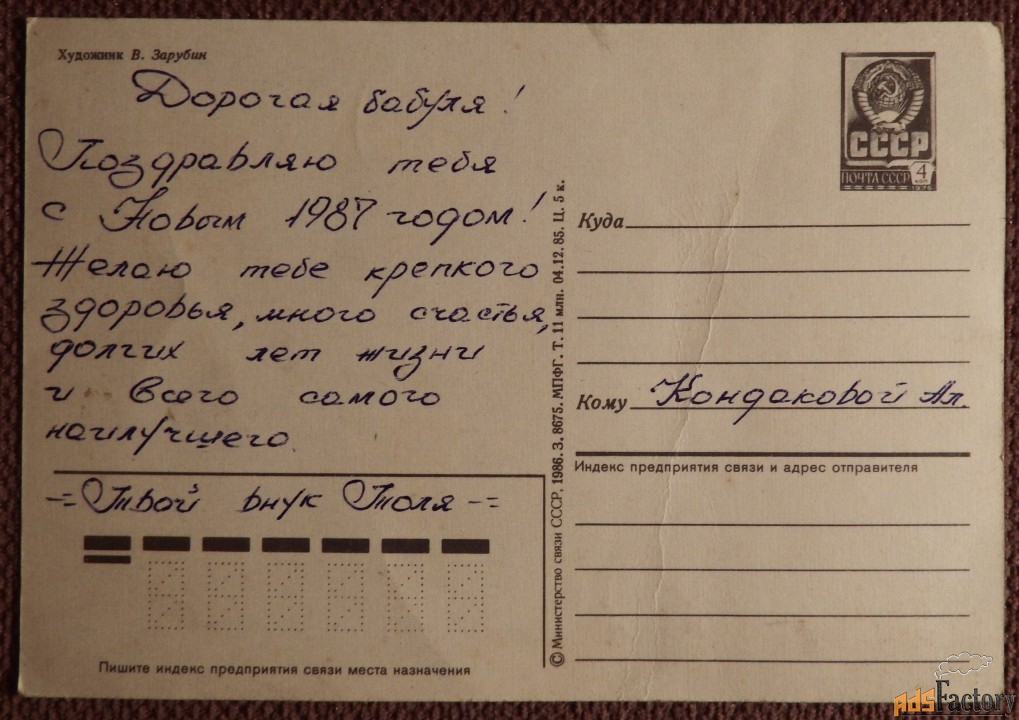 Художник В. Зарубин
Дорогая бабуля!
Поздравляю тебя
с Новым 1987 годом!
Желаю тебе крепкого
здоровья, много счастья,
долгих лет жизни
и всего самого
наилучшего.
-= Твой внук Толя -=
Пишите индекс предприятия связи места назначения
© Министерство связи СССР, 1986. З. 8675. МПФГ. Т. 11 млн. 04.12.85. Ц. 5 к.
СССР
ПОЧТА СССР 4 КОП
1976
Куда
Кому Кондаковой Ал.
Индекс предприятия связи и адрес отправителя
AdsFactory